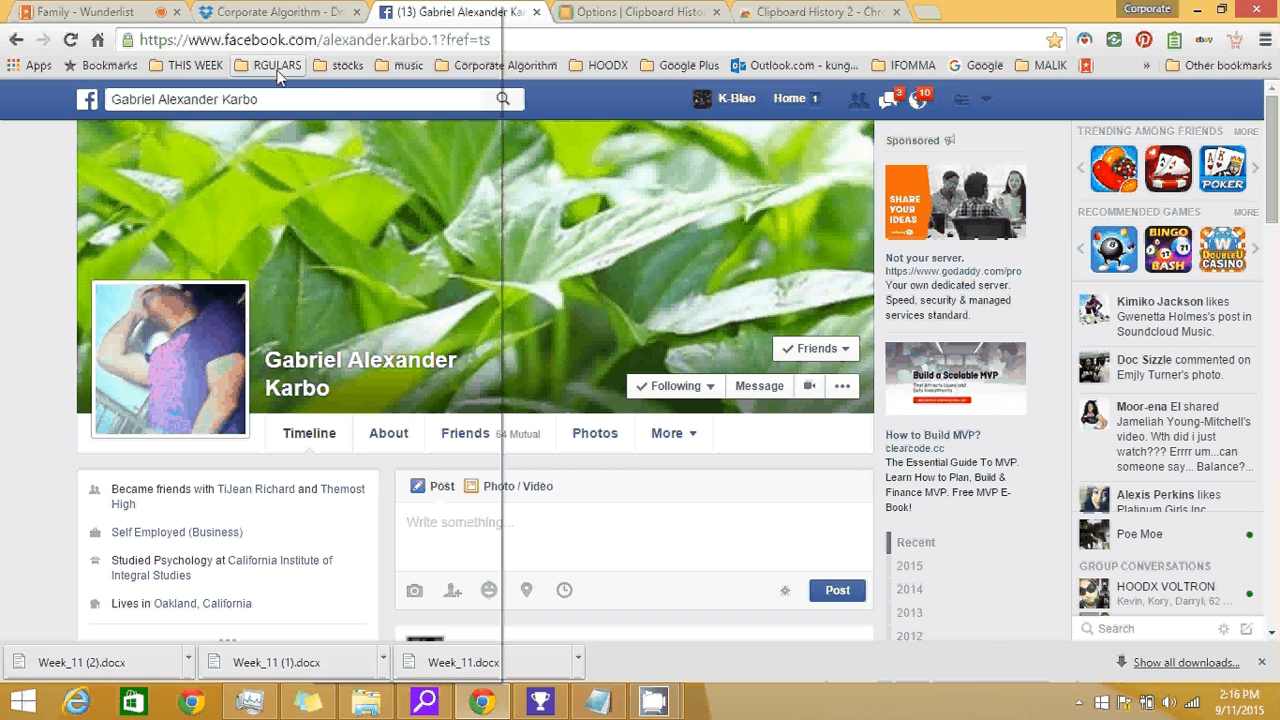 Family - Wunderlist
Corporate Algorithm - Dr
(13) Gabriel Alexander Ka
Options | Clipboard Histo
Clipboard History 2 - Chro
Corporate
https://www.facebook.com/alexander.karbo.1?fref=ts
Apps
Bookmarks
THIS WEEK
RGULARS
stocks
music
Corporate Algorithm
HOODX
Google Plus
Outlook.com - kung...
IFOMMA
Google
MALIK
»
Other bookmarks
Gabriel Alexander Karbo
K-Blao
Home 1
3
10
Gabriel Alexander
Karbo
Friends
Following
Message
Timeline
About
Friends 64 Mutual
Photos
More
Became friends with TiJean Richard and Themost
High
Self Employed (Business)
Studied Psychology at California Institute of
Integral Studies
Lives in Oakland, California
Post
Photo / Video
Write something...
Post
Sponsored
SHARE
YOUR
IDEAS
Not your server.
https://www.godaddy.com/pro
Your own dedicated server.
Speed, security & managed
services standard.
Build a Scalable MVP
How to Build MVP?
clearcode.cc
The Essential Guide To MVP.
Learn How to Plan, Build &
Finance MVP. Free MVP E-
Book!
Recent
2015
2014
2013
2012
TRENDING AMONG FRIENDS
MORE
POKER
RECOMMENDED GAMES
MORE
8
BINGO
BASH
DOUBLEU
CASINO
Kimiko Jackson likes
Gwenetta Holmes's post in
Soundcloud Music.
Doc Sizzle commented on
Emjly Turner's photo.
Moor-ena El shared
Jameliah Young-Mitchell's
video. Wth did i just
watch??? Errrr um...can
someone say... Balance?...
Alexis Perkins likes
Platinum Girls Inc
Poe Moe
GROUP CONVERSATIONS
HOODX VOLTRON
Kevin, Kory, Darryl, 62 ...
Search
Week_11 (2).docx
Week_11 (1).docx
Week_11.docx
Show all downloads...
2:16 PM
9/11/2015